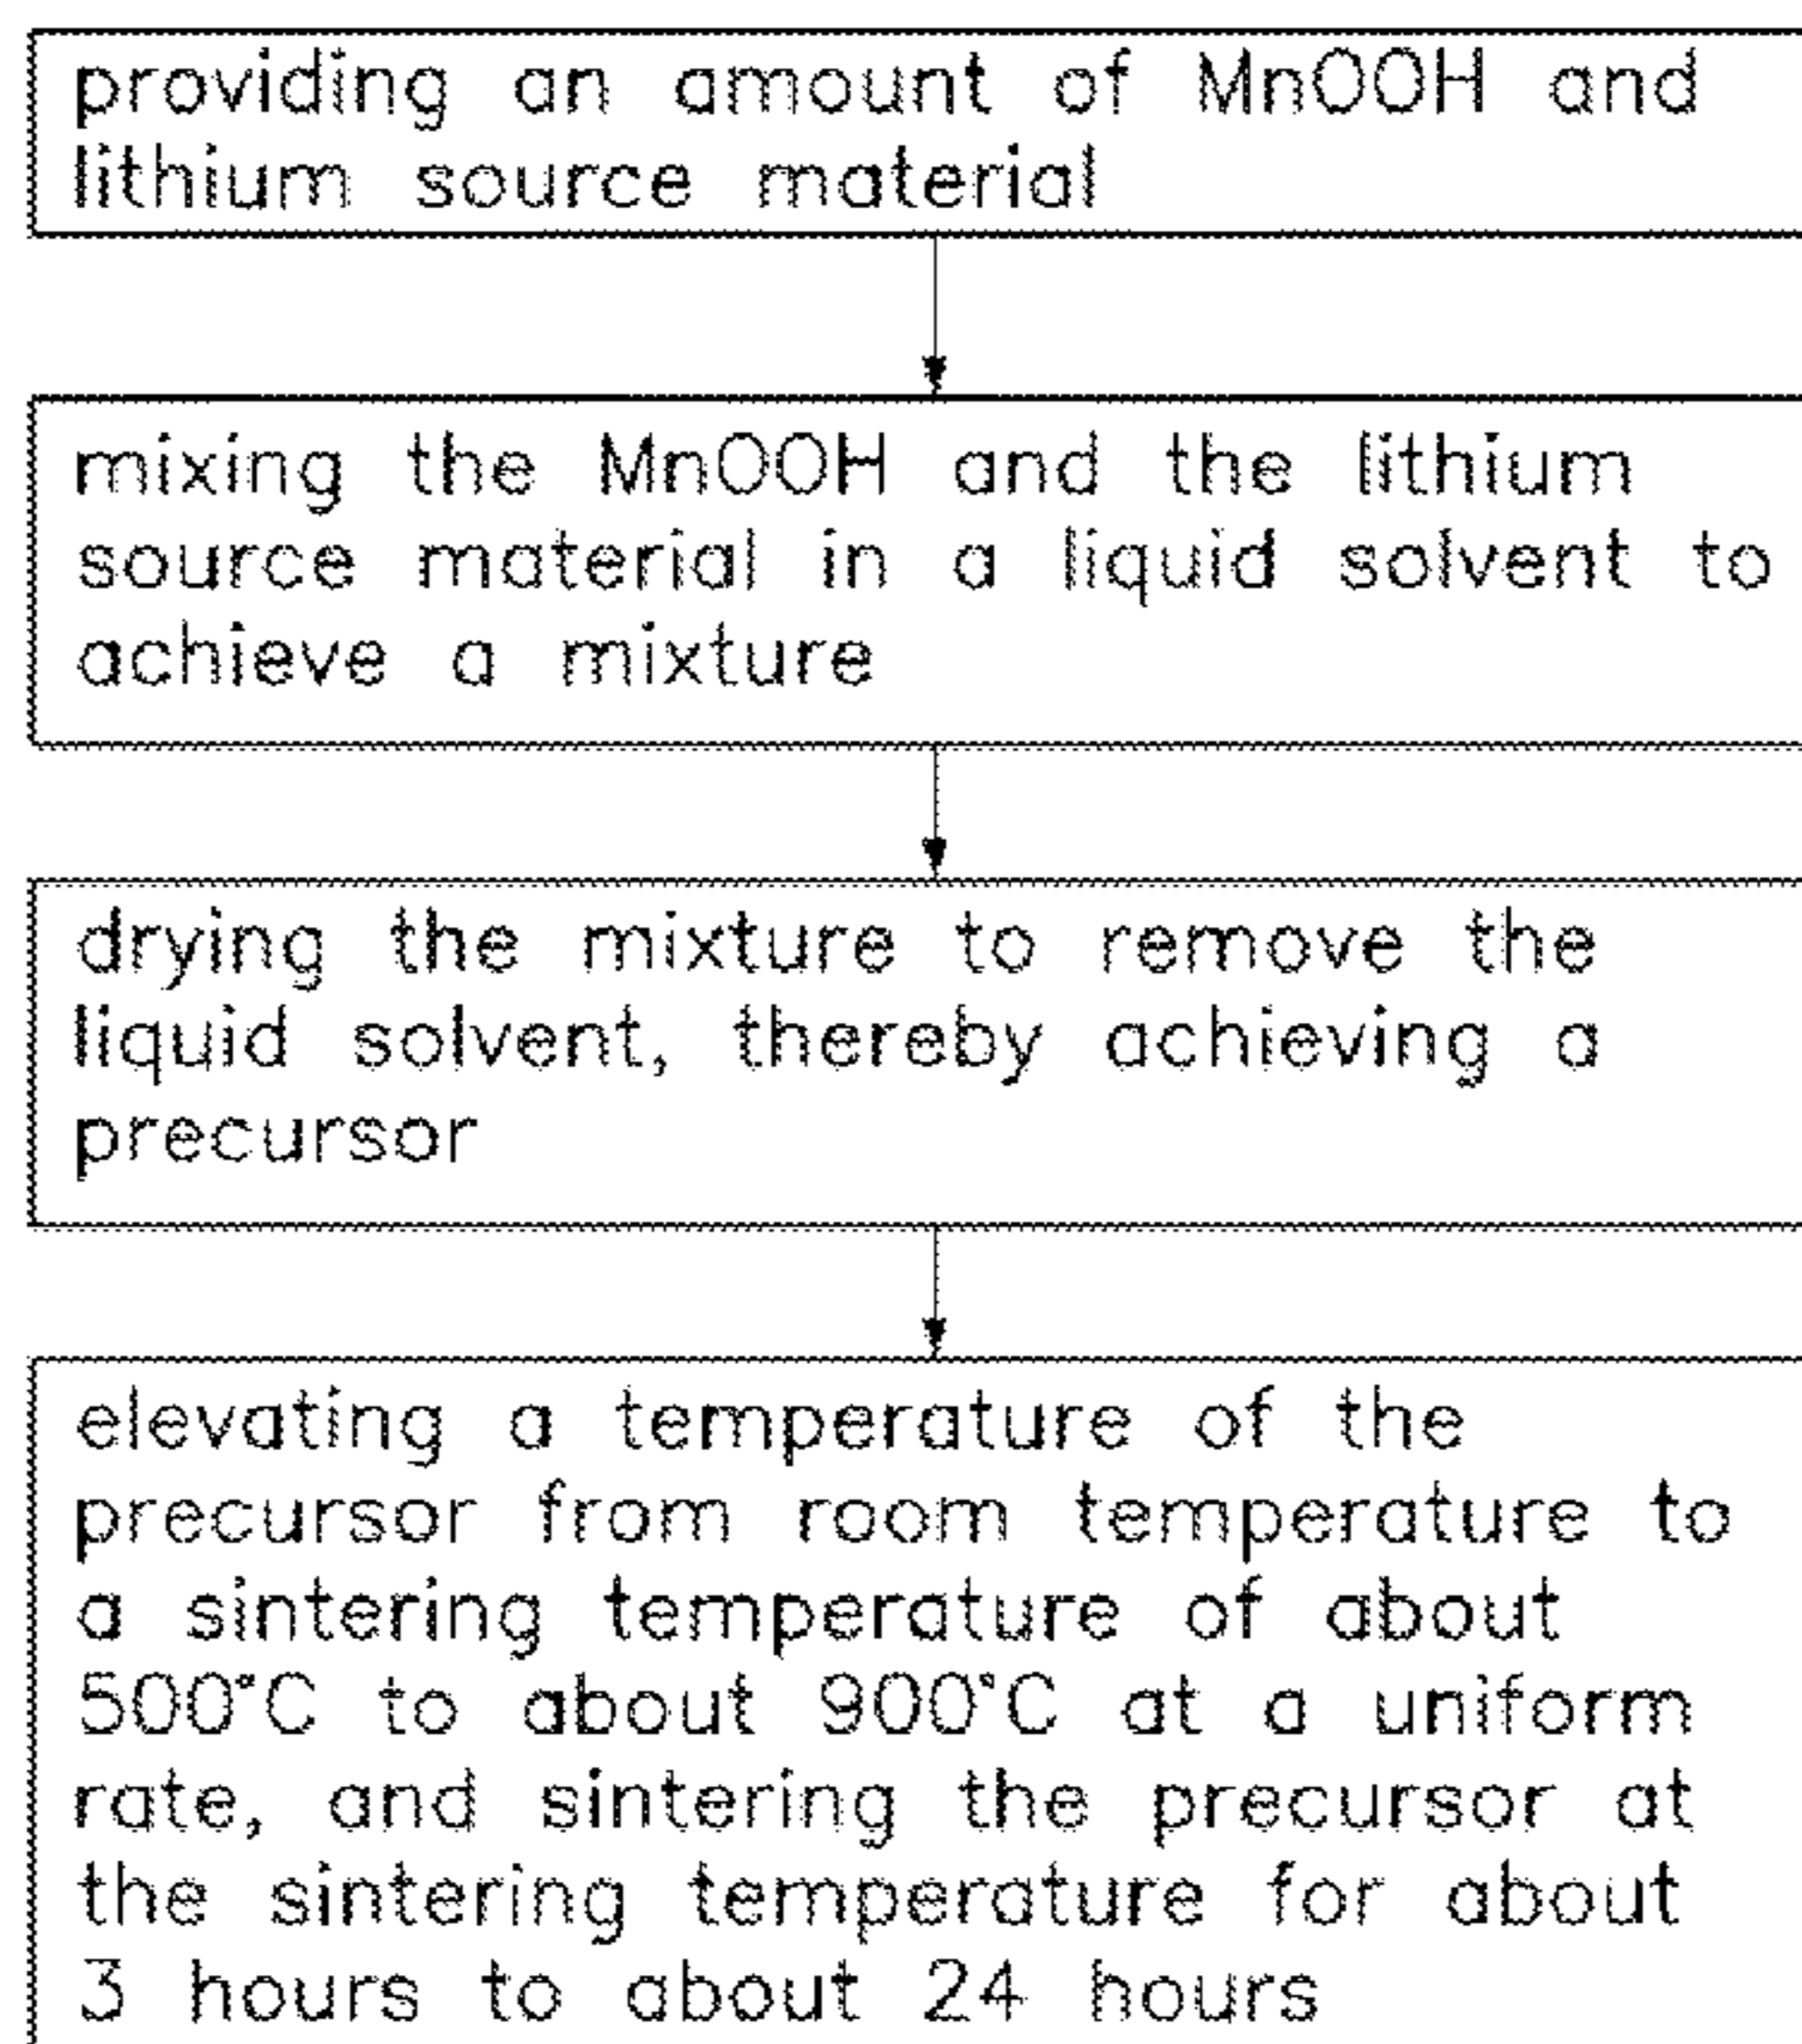 providing an amount of MnOOH and
lithium source material
mixing the MnOOH and the lithium
source material in a liquid solvent to
achieve a mixture
drying the mixture to remove the
liquid solvent, thereby achieving a
precursor
elevating a temperature of the
precursor from room temperature to
a sintering temperature of about
500°C to about 900°C at a uniform
rate, and sintering the precursor at
the sintering temperature for about
3 hours to about 24 hours